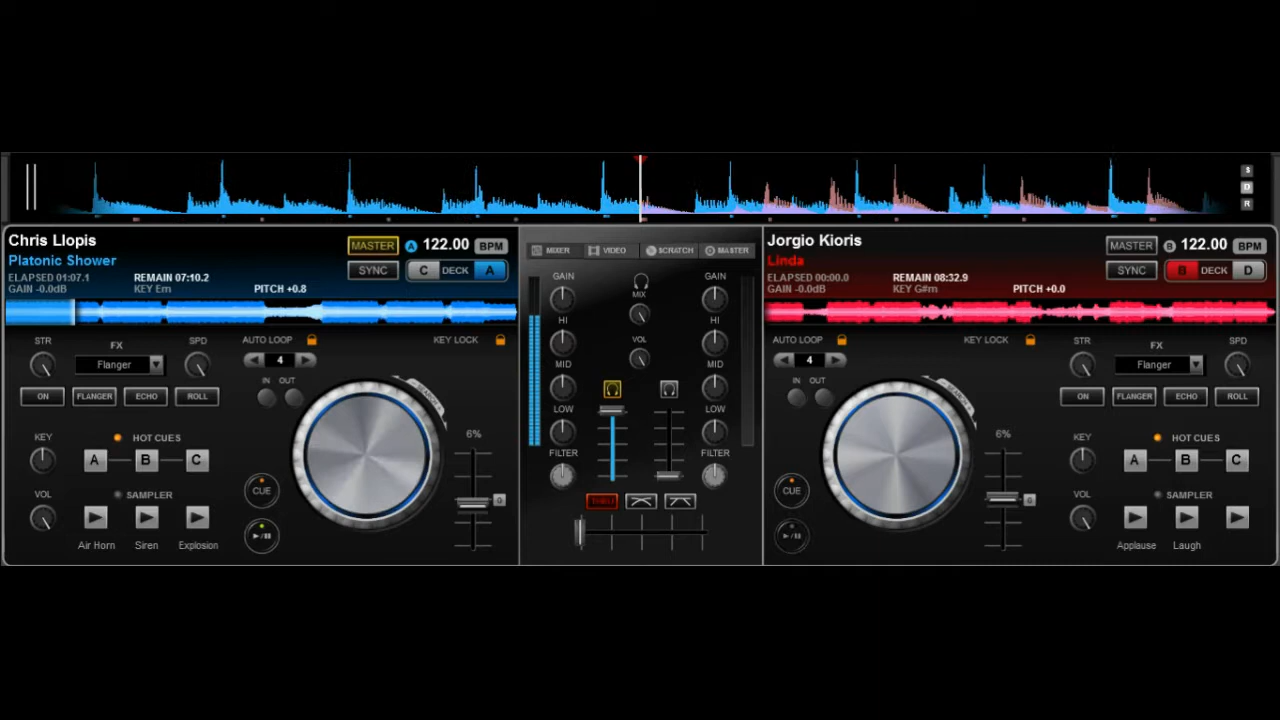 S
D
R
Chris Llopis
Platonic Shower
ELAPSED 01:07.1 REMAIN 07:10.2
GAIN -0.0dB KEY Em PITCH +0.8
MASTER A 122.00 BPM
SYNC C DECK A
MIXER VIDEO SCRATCH MASTER
Jorgio Kioris
Linda
ELAPSED 00:00.0 REMAIN 08:32.9
GAIN -0.0dB KEY G#m PITCH +0.0
MASTER B 122.00 BPM
SYNC B DECK D
STR FX SPD
Flanger
ON FLANGER ECHO ROLL
AUTO LOOP KEY LOCK
4
IN OUT
SEARCH
6%
KEY HOT CUES
A B C
VOL SAMPLER
Air Horn Siren Explosion
CUE
GAIN GAIN
MIX
HI HI
VOL
MID MID
LOW LOW
FILTER FILTER
AUTO LOOP KEY LOCK
4
IN OUT
SEARCH
6%
CUE
STR FX SPD
Flanger
ON FLANGER ECHO ROLL
KEY HOT CUES
A B C
VOL SAMPLER
Applause Laugh